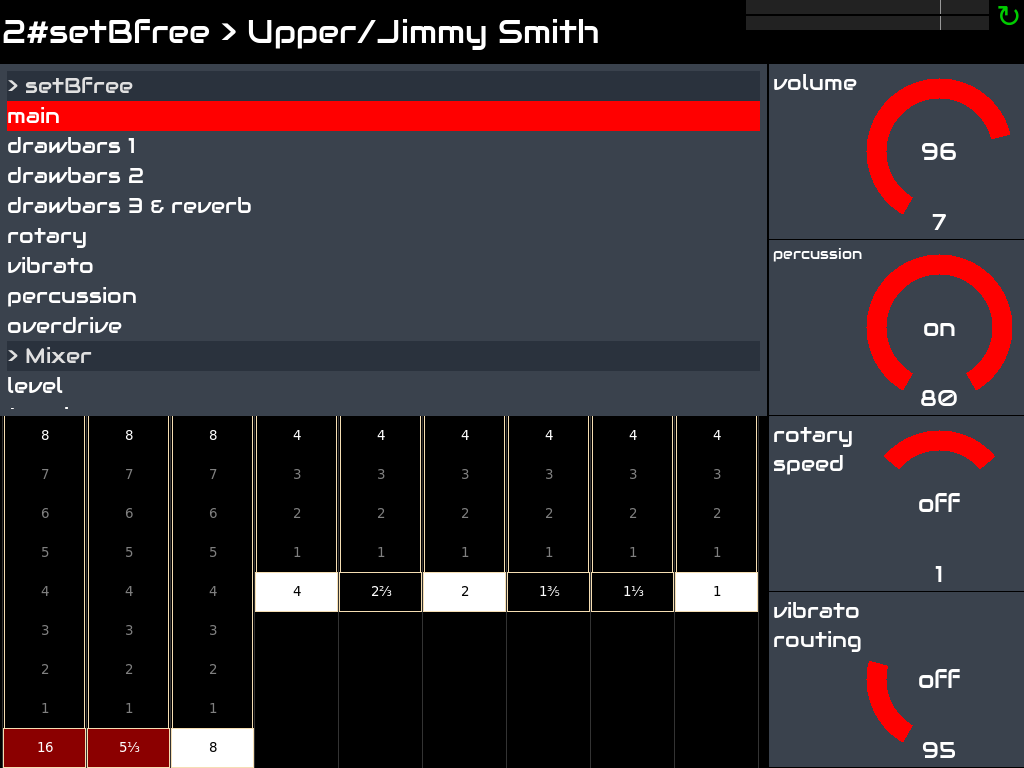 2#setBfree > Upper/Jimmy Smith
↻
> setBfree
main
drawbars 1
drawbars 2
drawbars 3 & reverb
rotary
vibrato
percussion
overdrive
> Mixer
level
volume
96
7
percussion
on
80
rotary
speed
off
1
vibrato
routing
off
95
8 8 8 4 4 4 4 4 4
7 7 7 3 3 3 3 3 3
6 6 6 2 2 2 2 2 2
5 5 5 1 1 1 1 1 1
4 4 4 4 2⅔ 2 1⅗ 1⅓ 1
3 3 3
2 2 2
1 1 1
16 5⅓ 8